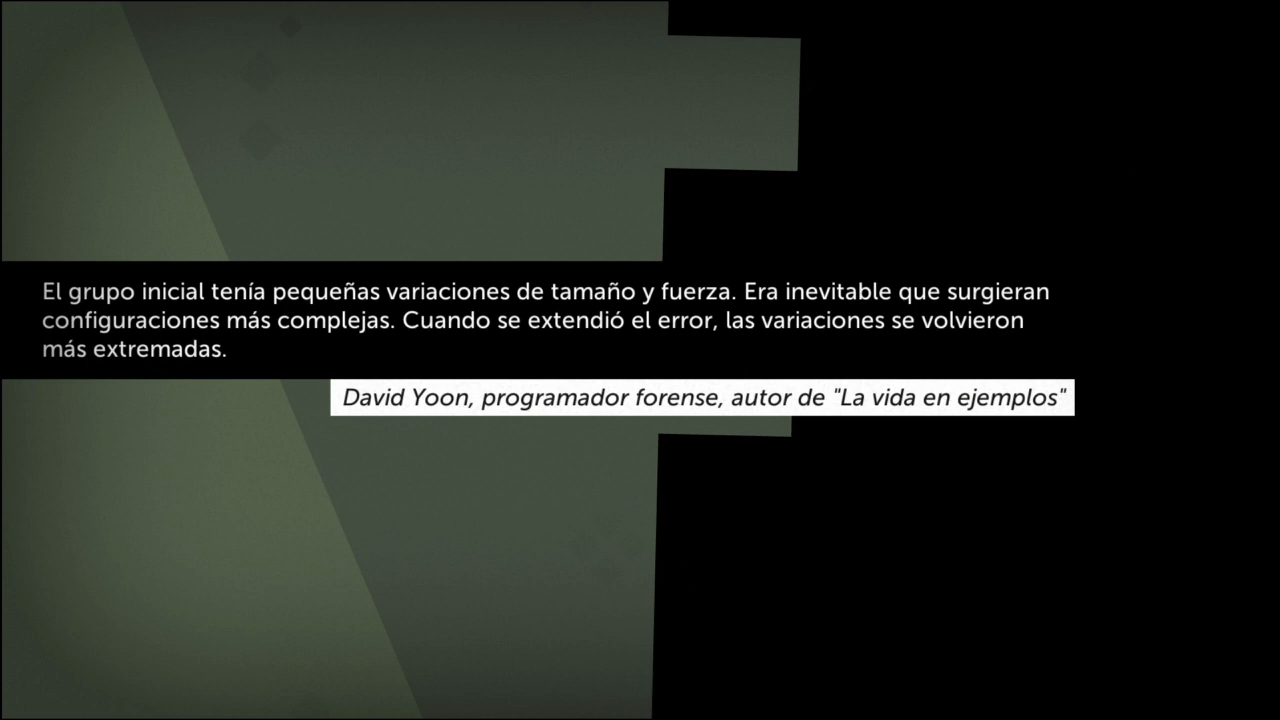 El grupo inicial tenía pequeñas variaciones de tamaño y fuerza. Era inevitable que surgieran
configuraciones más complejas. Cuando se extendió el error, las variaciones se volvieron
más extremadas.
David Yoon, programador forense, autor de "La vida en ejemplos"